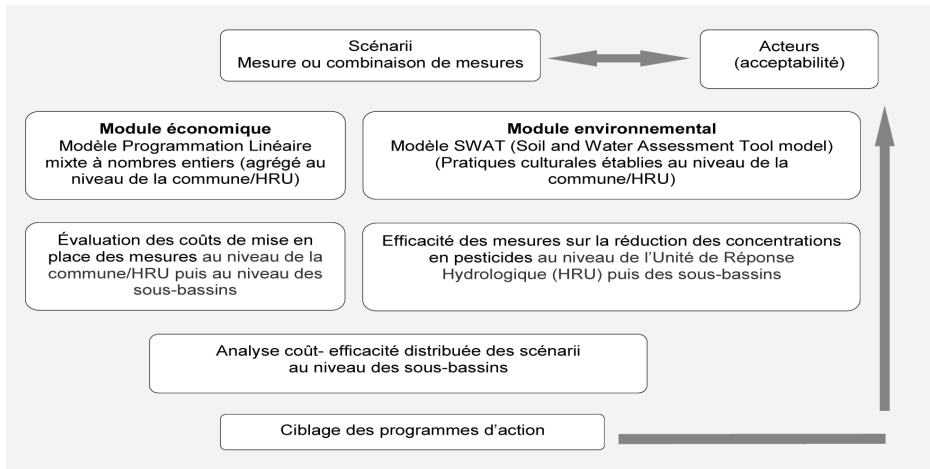 Scénarii
Mesure ou combinaison de mesures
Acteurs
(acceptabilité)
Module économique
Modèle Programmation Linéaire
mixte à nombres entiers (agrégé au
niveau de la commune/HRU)
Module environnemental
Modèle SWAT (Soil and Water Assessment Tool model)
(Pratiques culturales établies au niveau de la
commune/HRU)
Évaluation des coûts de mise en
place des mesures au niveau de la
commune/HRU puis au niveau des
sous-bassins
Efficacité des mesures sur la réduction des concentrations
en pesticides au niveau de l’Unité de Réponse
Hydrologique (HRU) puis des sous-bassins
Analyse coût- efficacité distribuée des scénarii
au niveau des sous-bassins
Ciblage des programmes d’action